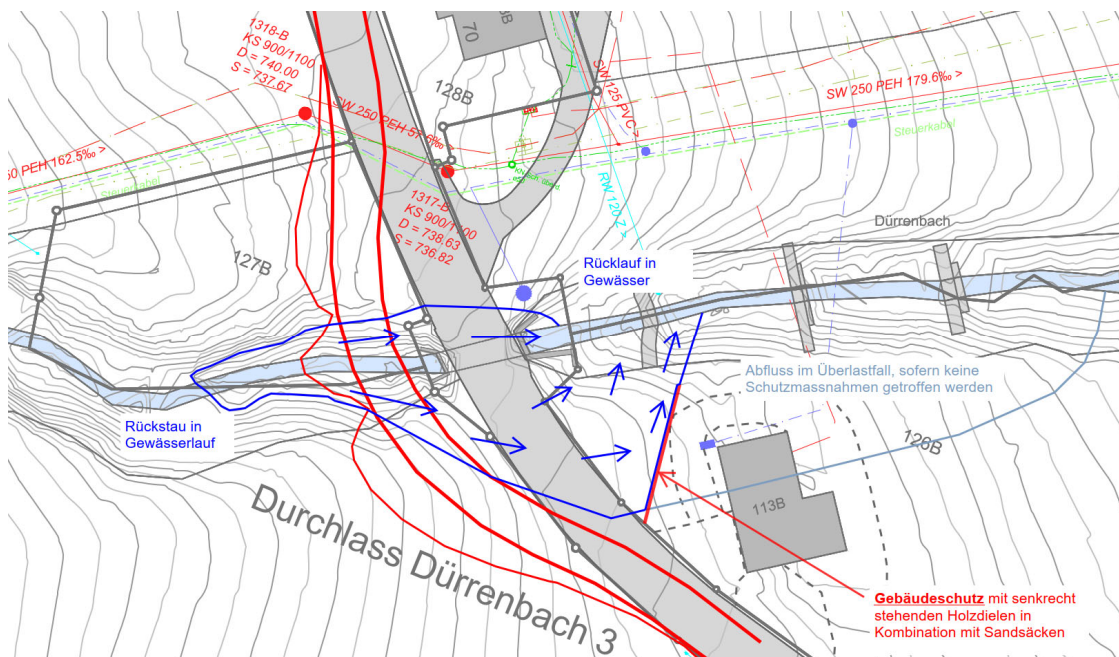 1318-B
KS 900/1100
D = 740.00
S = 737.67
70
128B
SW 250 PEH 57.6‰ >
SW 125 PVC >
SW 250 PEH 179.6‰ >
Steuerkabel
PEH 162.5‰ >
Steuerkabel
1317-B
KS 900/1100
D = 738.63
S = 736.82
RW 120 Z >
Dürrenbach
127B
Rücklauf in
Gewässer
Abfluss im Überlastfall, sofern keine
Schutzmassnahmen getroffen werden
Rückstau in
Gewässerlauf
126B
113B
Durchlass Dürrenbach 3
Gebäudeschutz mit senkrecht
stehenden Holzdielen in
Kombination mit Sandsäcken